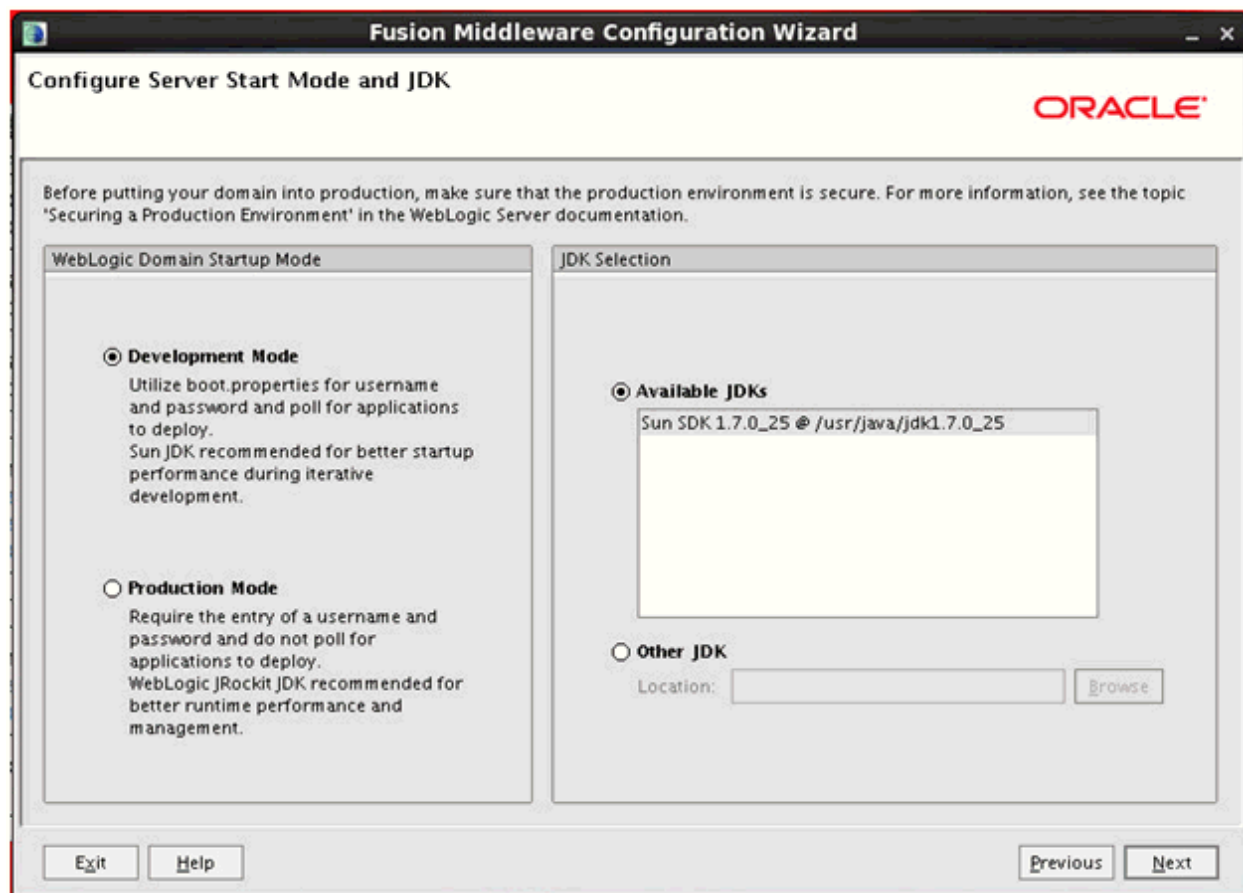 Fusion Middleware Configuration Wizard
Configure Server Start Mode and JDK
ORACLE
Before putting your domain into production, make sure that the production environment is secure. For more information, see the topic
'Securing a Production Environment' in the WebLogic Server documentation.
WebLogic Domain Startup Mode
Development Mode
Utilize boot.properties for username
and password and poll for applications
to deploy.
Sun JDK recommended for better startup
performance during iterative
development.
Production Mode
Require the entry of a username and
password and do not poll for
applications to deploy.
WebLogic JRockit JDK recommended for
better runtime performance and
management.
JDK Selection
Available JDKs
Sun SDK 1.7.0_25 @ /usr/java/jdk1.7.0_25
Other JDK
Location:
Browse
Exit
Help
Previous
Next